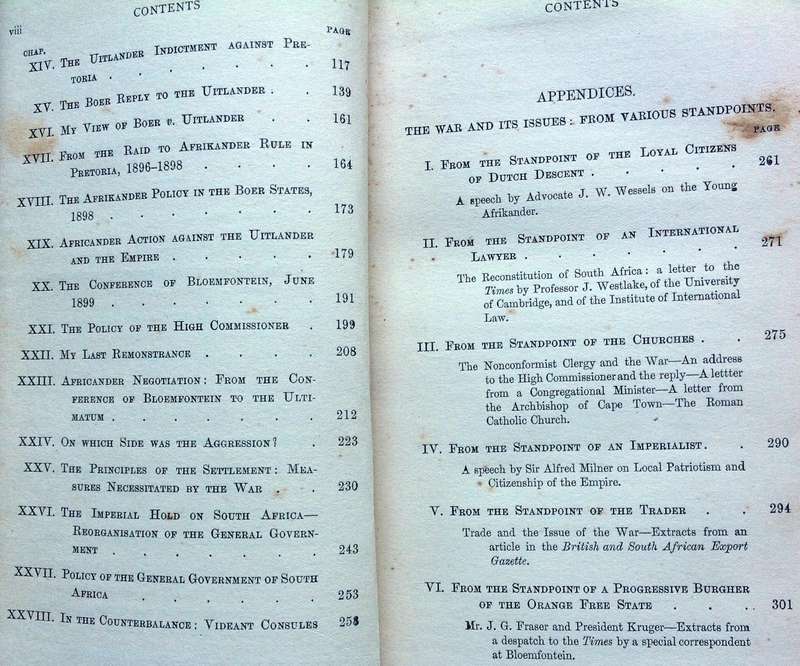 CONTENTS
viii
PAGE
CHAP.
XIV. THE UITLANDER INDICTMENT AGAINST PRE-
TORIA . . . . . . . 117
XV. THE BOER REPLY TO THE UITLANDER . . 139
XVI. MY VIEW OF BOER v. UITLANDER . . 161
XVII. FROM THE RAID TO AFRIKANDER RULE IN
PRETORIA, 1896–1898 . . . . 164
XVIII. THE AFRIKANDER POLICY IN THE BOER STATES,
1898 . . . . . . . 173
XIX. AFRICANDER ACTION AGAINST THE UITLANDER
AND THE EMPIRE . . . . . 179
XX. THE CONFERENCE OF BLOEMFONTEIN, JUNE
1899 . . . . . . . 191
XXI. THE POLICY OF THE HIGH COMMISSIONER . 199
XXII. MY LAST REMONSTRANCE . . . . 208
XXIII. AFRICANDER NEGOTIATION: FROM THE CON-
FERENCE OF BLOEMFONTEIN TO THE ULTI-
MATUM . . . . . . . 212
XXIV. ON WHICH SIDE WAS THE AGGRESSION? . 223
XXV. THE PRINCIPLES OF THE SETTLEMENT: MEA-
SURES NECESSITATED BY THE WAR . . 230
XXVI. THE IMPERIAL HOLD ON SOUTH AFRICA—
REORGANISATION OF THE GENERAL GOVERN-
MENT . . . . . . . 243
XXVII. POLICY OF THE GENERAL GOVERNMENT OF SOUTH
AFRICA . . . . . . 253
XXVIII. IN THE COUNTERBALANCE: VIDEANT CONSULES 258
CONTENTS
APPENDICES.
THE WAR AND ITS ISSUES: FROM VARIOUS STANDPOINTS.
PAGE
I. FROM THE STANDPOINT OF THE LOYAL CITIZENS
OF DUTCH DESCENT . . . . . 261
A speech by Advocate J. W. Wessels on the Young
Afrikander.
II. FROM THE STANDPOINT OF AN INTERNATIONAL
LAWYER . . . . . . . 271
The Reconstitution of South Africa: a letter to the
Times by Professor J. Westlake, of the University
of Cambridge, and of the Institute of International
Law.
III. FROM THE STANDPOINT OF THE CHURCHES . . 275
The Nonconformist Clergy and the War—An address
to the High Commissioner and the reply—A lettter
from a Congregational Minister—A letter from
the Archbishop of Cape Town—The Roman
Catholic Church.
IV. FROM THE STANDPOINT OF AN IMPERIALIST. . 290
A speech by Sir Alfred Milner on Local Patriotism and
Citizenship of the Empire.
V. FROM THE STANDPOINT OF THE TRADER . . 294
Trade and the Issue of the War—Extracts from an
article in the British and South African Export
Gazette.
VI. FROM THE STANDPOINT OF A PROGRESSIVE BURGHER
OF THE ORANGE FREE STATE . . . 301
Mr. J. G. Fraser and President Kruger—Extracts from
a despatch to the Times by a special correspondent
at Bloemfontein.